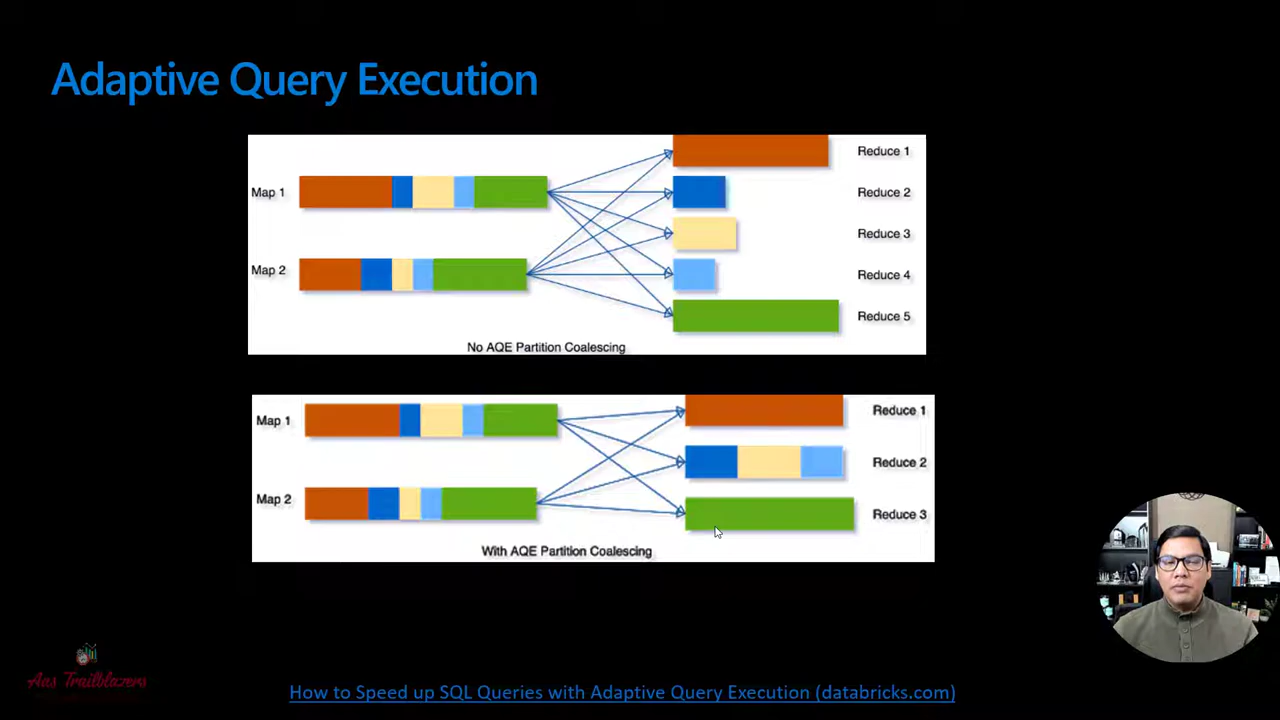 Adaptive Query Execution
Map 1
Map 2
Reduce 1
Reduce 2
Reduce 3
Reduce 4
Reduce 5
No AQE Partition Coalescing
Map 1
Map 2
Reduce 1
Reduce 2
Reduce 3
With AQE Partition Coalescing
Aas Trailblazers
How to Speed up SQL Queries with Adaptive Query Execution (databricks.com)